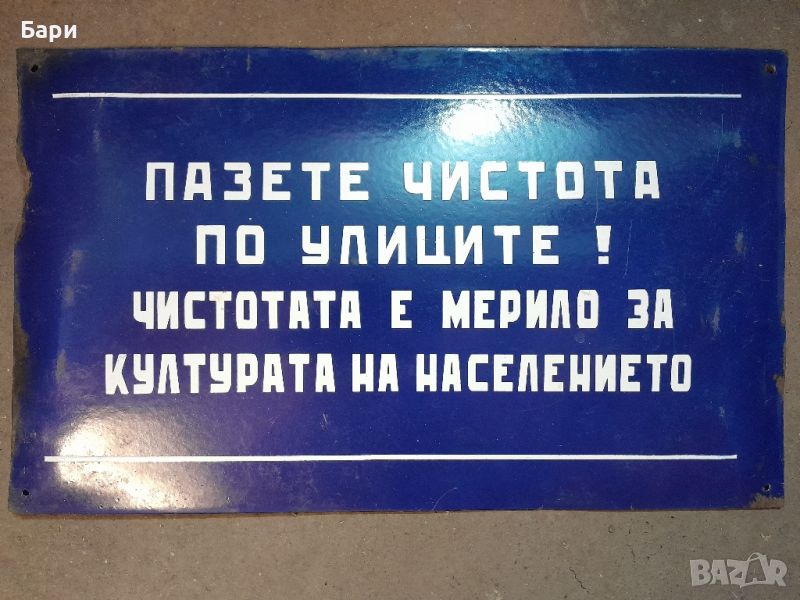 Бари
ПАЗЕТЕ ЧИСТОТА
ПО УЛИЦИТЕ !
ЧИСТОТАТА Е МЕРИЛО ЗА
КУЛТУРАТА НА НАСЕЛЕНИЕТО
BAZAR